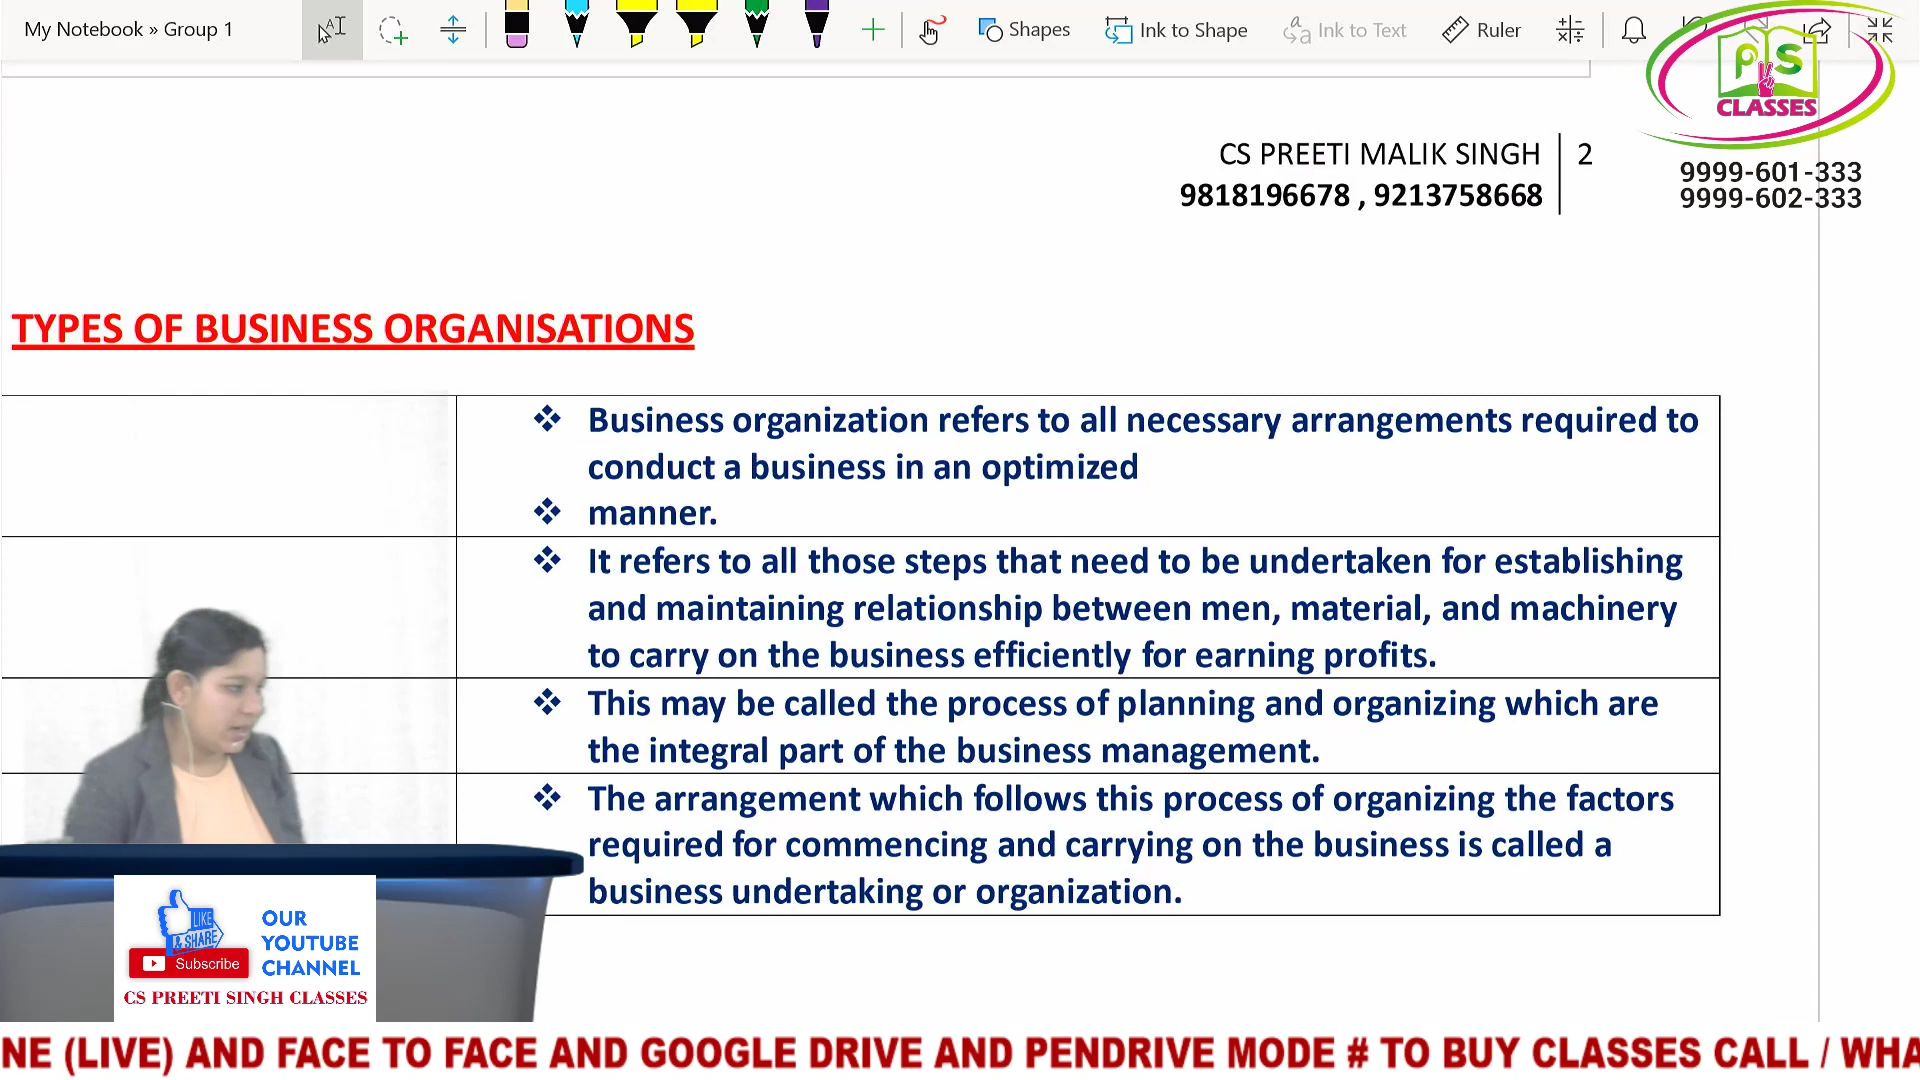 My Notebook » Group 1
Shapes
Ink to Shape
Ink to Text
Ruler
PS
CLASSES
CS PREETI MALIK SINGH
2
9818196678 , 9213758668
9999-601-333
9999-602-333
TYPES OF BUSINESS ORGANISATIONS
❖ Business organization refers to all necessary arrangements required to
conduct a business in an optimized
❖ manner.
❖ It refers to all those steps that need to be undertaken for establishing
and maintaining relationship between men, material, and machinery
to carry on the business efficiently for earning profits.
❖ This may be called the process of planning and organizing which are
the integral part of the business management.
❖ The arrangement which follows this process of organizing the factors
required for commencing and carrying on the business is called a
business undertaking or organization.
LIKE
& SHARE
Subscribe
OUR
YOUTUBE
CHANNEL
CS PREETI SINGH CLASSES
NE (LIVE) AND FACE TO FACE AND GOOGLE DRIVE AND PENDRIVE MODE # TO BUY CLASSES CALL / WHA